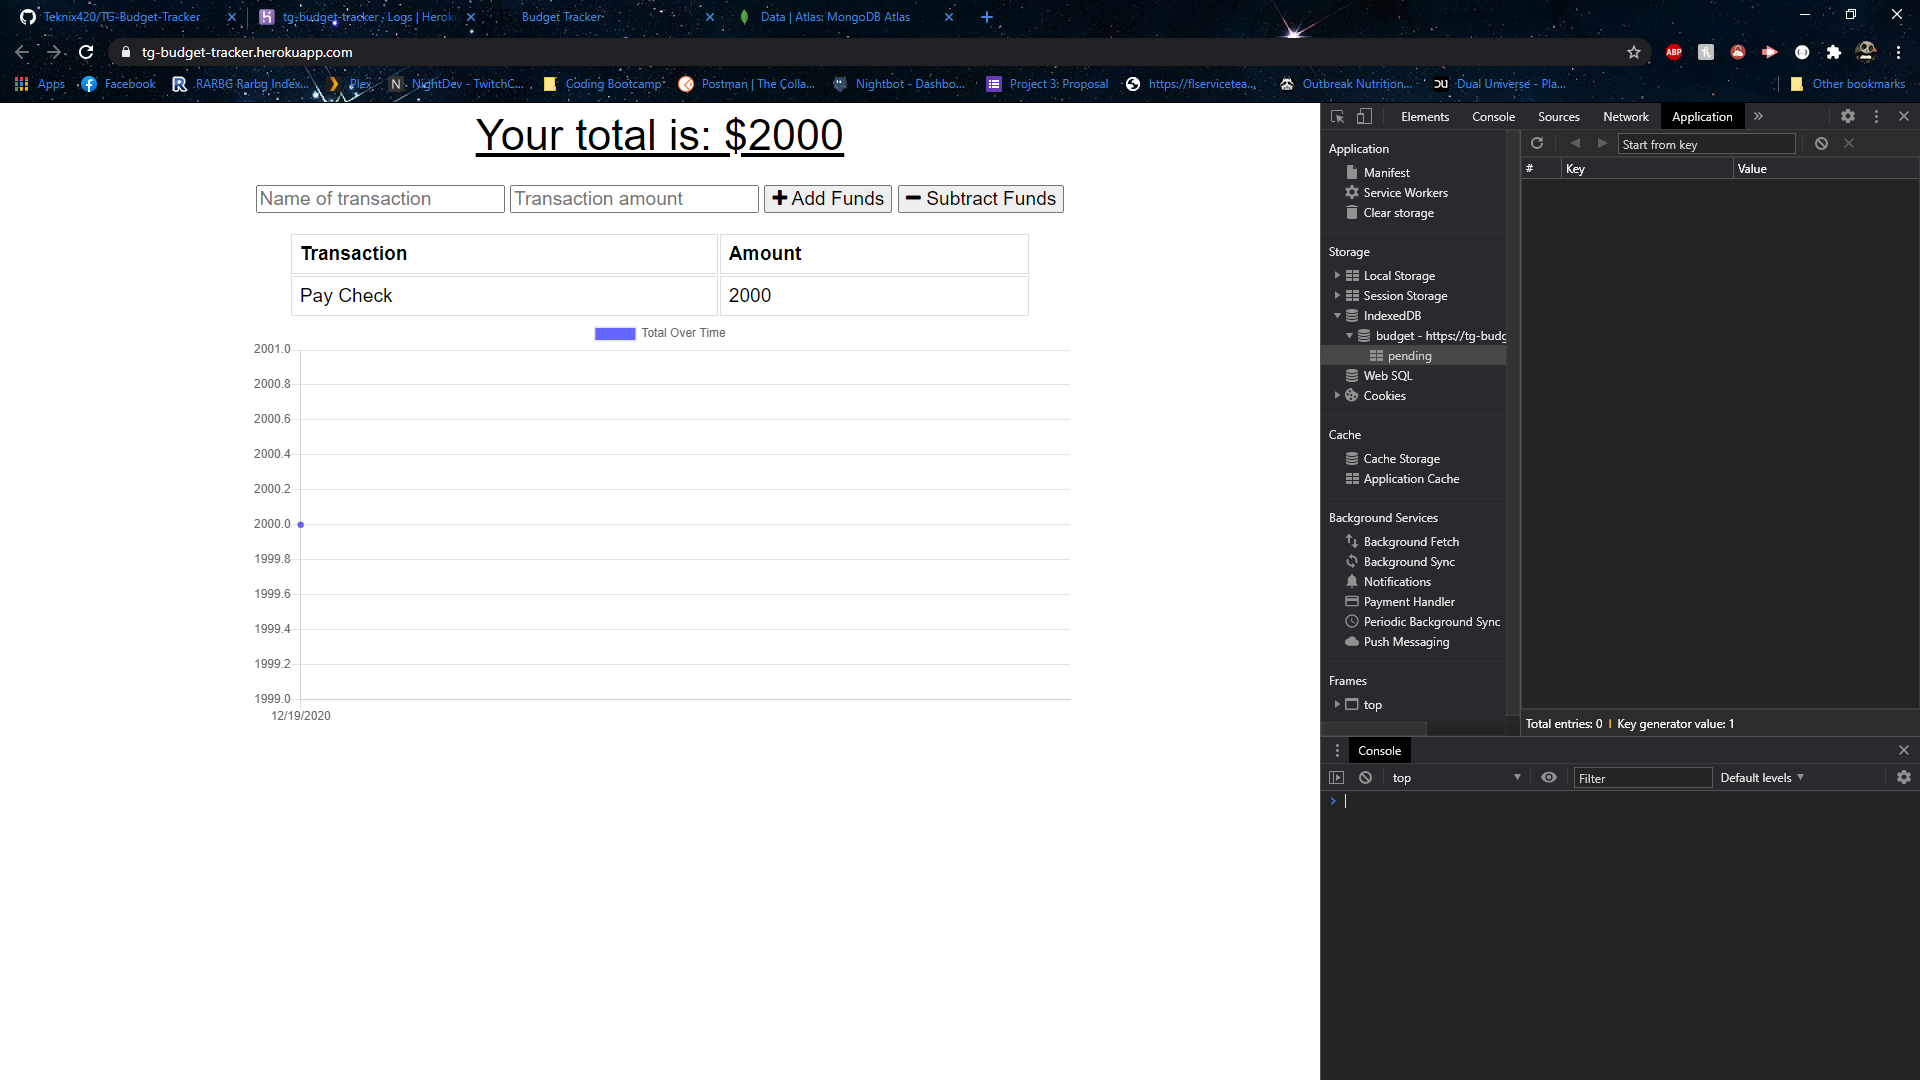 Teknix420/TG-Budget-Tracker
tg-budget-tracker · Logs | Herok
Budget Tracker
Data | Atlas: MongoDB Atlas
tg-budget-tracker.herokuapp.com
ABP
Apps
Facebook
RARBG Rarbg Index...
Plex
N
NightDev - TwitchC...
Coding Bootcamp
Postman | The Colla...
Nightbot - Dashbo...
Project 3: Proposal
https://flservicetea...
Outbreak Nutrition...
Dual Universe - Pla...
Other bookmarks
Your total is: $2000
Name of transaction
Transaction amount
Add Funds
Subtract Funds
Transaction
Amount
Pay Check
2000
Total Over Time
2001.0
2000.8
2000.6
2000.4
2000.2
2000.0
1999.8
1999.6
1999.4
1999.2
1999.0
12/19/2020
Elements
Console
Sources
Network
Application
»
Application
Manifest
Service Workers
Clear storage
Storage
Local Storage
Session Storage
IndexedDB
budget - https://tg-budg
pending
Web SQL
Cookies
Cache
Cache Storage
Application Cache
Background Services
Background Fetch
Background Sync
Notifications
Payment Handler
Periodic Background Sync
Push Messaging
Frames
top
Start from key
#
Key
Value
Total entries: 0
Key generator value: 1
Console
top
Filter
Default levels